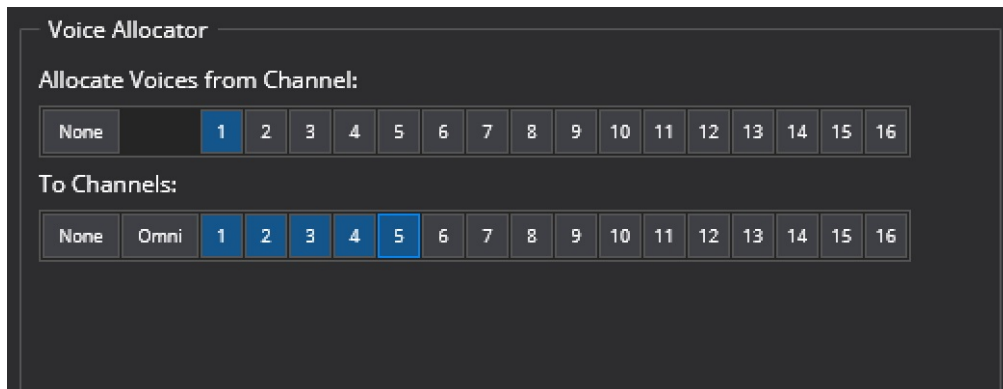 Voice Allocator
Allocate Voices from Channel:
None 1 2 3 4 5 6 7 8 9 10 11 12 13 14 15 16
To Channels:
None Omni 1 2 3 4 5 6 7 8 9 10 11 12 13 14 15 16